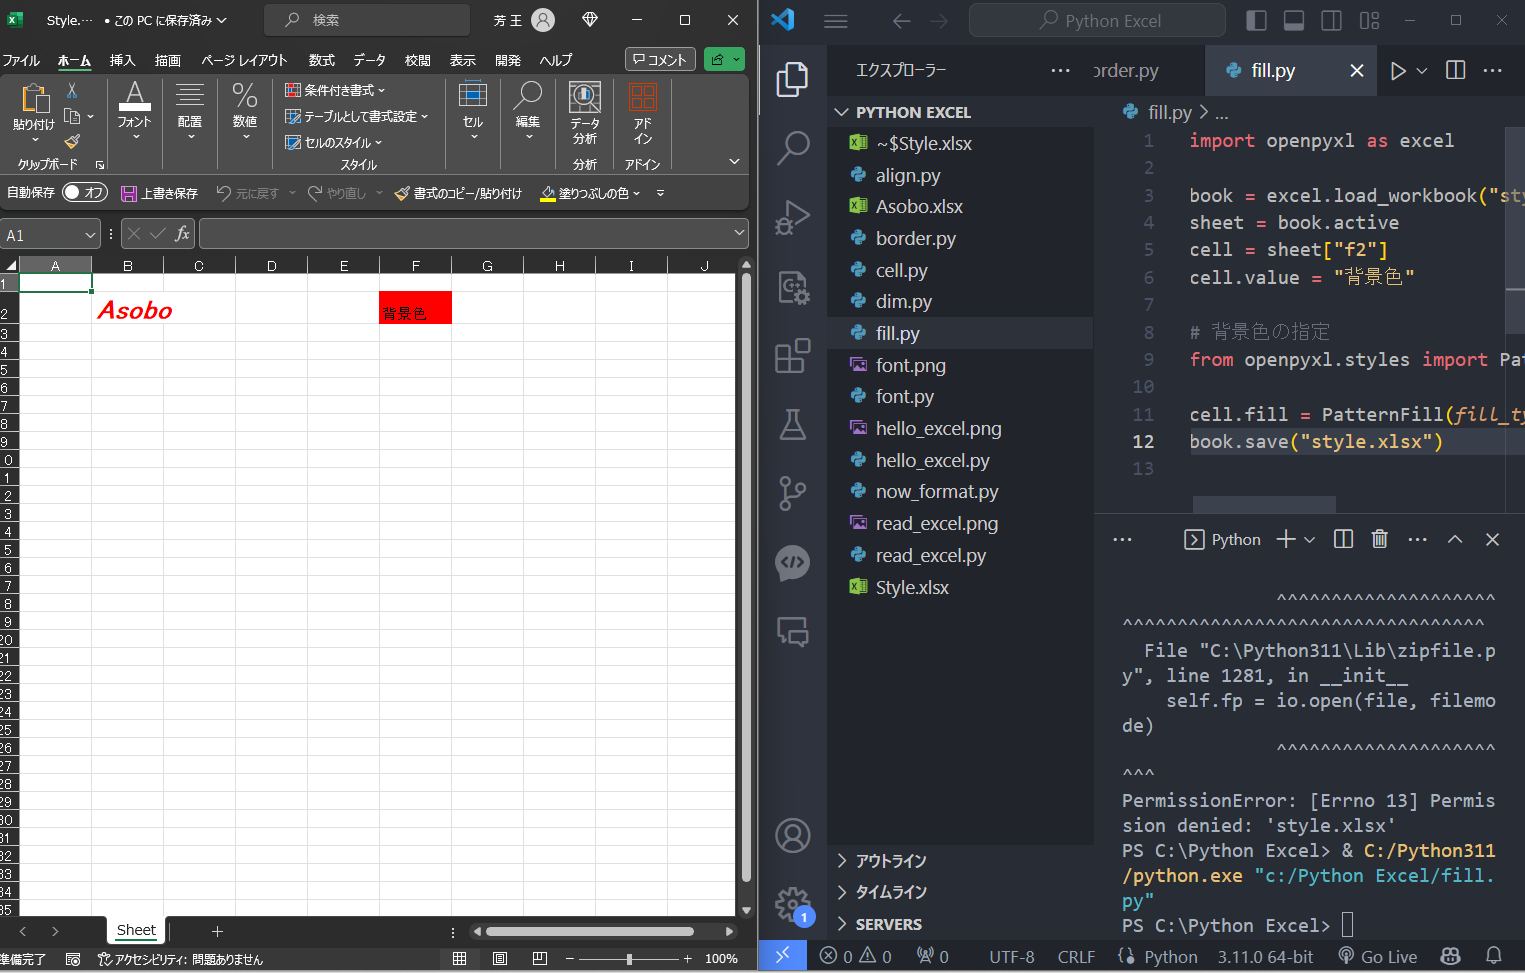 Style.… • この PC に保存済み
検索
芳 王
ファイル ホーム 挿入 描画 ページ レイアウト 数式 データ 校閲 表示 開発 ヘルプ
コメント
貼り付け
クリップボード
フォント
配置
数値
条件付き書式
テーブルとして書式設定
セルのスタイル
スタイル
セル
編集
データ
分析
分析
アド
イン
アドイン
自動保存 オフ 上書き保存 元に戻す やり直し 書式のコピー/貼り付け 塗りつぶしの色
A1
fx
A B C D E F G H I J
1
2 Asobo 背景色
3
4
5
6
7
8
9
0
1
2
3
4
5
6
7
8
9
20
21
22
23
24
25
26
27
28
29
30
31
32
33
34
35
Sheet
準備完了 アクセシビリティ: 問題ありません 100%
Python Excel
エクスプローラー
PYTHON EXCEL
~$Style.xlsx
align.py
Asobo.xlsx
border.py
cell.py
dim.py
fill.py
font.png
font.py
hello_excel.png
hello_excel.py
now_format.py
read_excel.png
read_excel.py
Style.xlsx
アウトライン
タイムライン
SERVERS
1
order.py fill.py
fill.py > ...
1 import openpyxl as excel
2
3 book = excel.load_workbook("sty
4 sheet = book.active
5 cell = sheet["f2"]
6 cell.value = "背景色"
7
8 # 背景色の指定
9 from openpyxl.styles import Pat
10
11 cell.fill = PatternFill(fill_ty
12 book.save("style.xlsx")
13
Python
^^^^^^^^^^^^^^^^^^^^
^^^^^^^^^^^^^^^^^^^^^^^^^^^^^^^^^
File "C:\Python311\Lib\zipfile.p
y", line 1281, in __init__
self.fp = io.open(file, filemo
de)
^^^^^^^^^^^^^^^^^^^^
^^^
PermissionError: [Errno 13] Permis
sion denied: 'style.xlsx'
PS C:\Python Excel> & C:/Python311
/python.exe "c:/Python Excel/fill.
py"
PS C:\Python Excel>
0 0 0 UTF-8 CRLF Python 3.11.0 64-bit Go Live